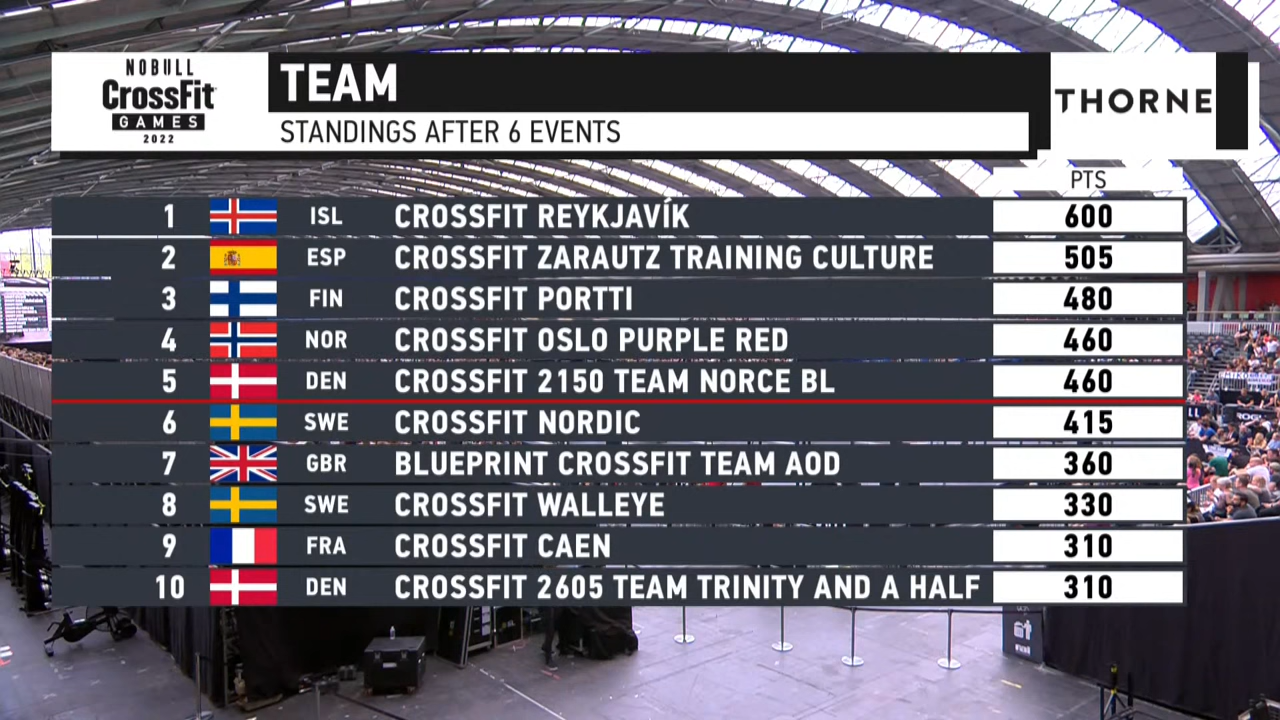 NOBULL
CrossFit
GAMES
2022
TEAM
STANDINGS AFTER 6 EVENTS
THORNE
PTS
1 ISL CROSSFIT REYKJAVÍK 600
2 ESP CROSSFIT ZARAUTZ TRAINING CULTURE 505
3 FIN CROSSFIT PORTTI 480
4 NOR CROSSFIT OSLO PURPLE RED 460
5 DEN CROSSFIT 2150 TEAM NORCE BL 460
6 SWE CROSSFIT NORDIC 415
7 GBR BLUEPRINT CROSSFIT TEAM AOD 360
8 SWE CROSSFIT WALLEYE 330
9 FRA CROSSFIT CAEN 310
10 DEN CROSSFIT 2605 TEAM TRINITY AND A HALF 310